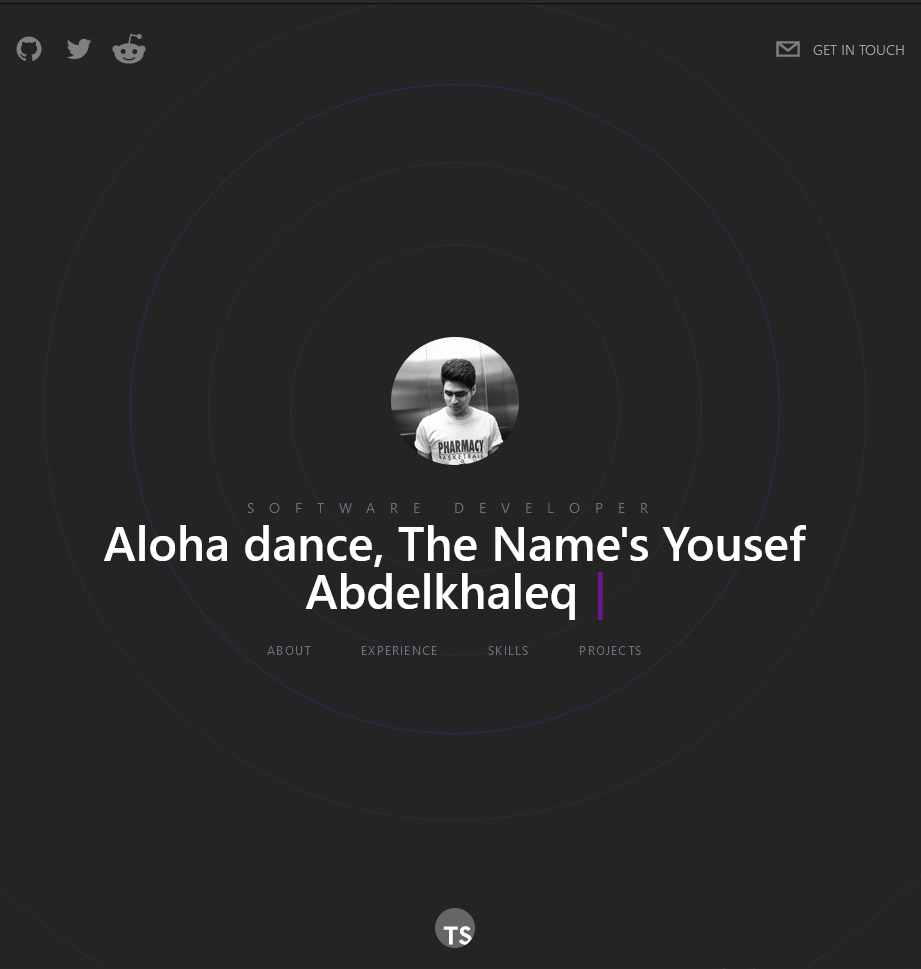 GET IN TOUCH
PHARMACY
BASKETBALL
SOFTWARE DEVELOPER
Aloha dance, The Name's Yousef
Abdelkhaleq |
ABOUT EXPERIENCE SKILLS PROJECTS
TS